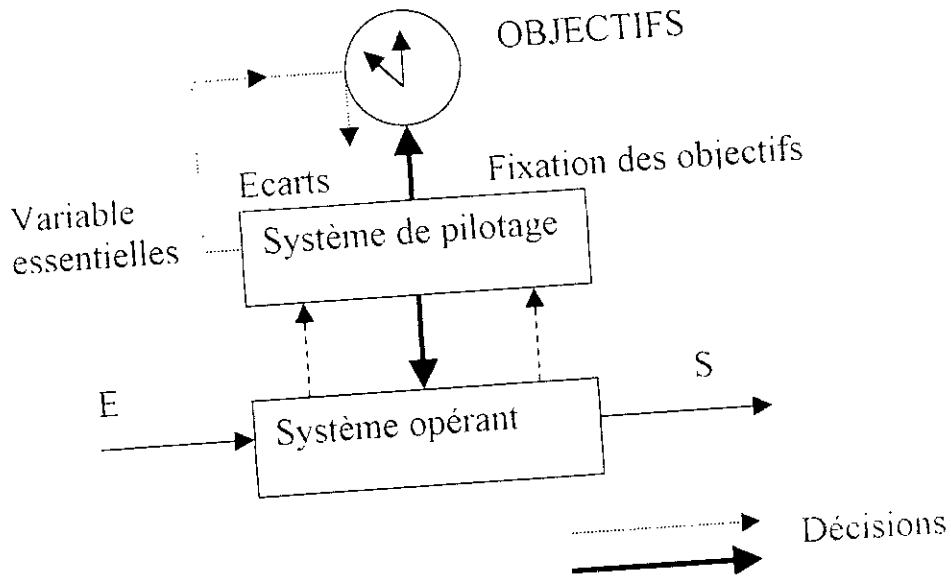 OBJECTIFS
Fixation des objectifs
Ecarts
Variable
essentielles
Système de pilotage
E
S
Système opérant
Décisions